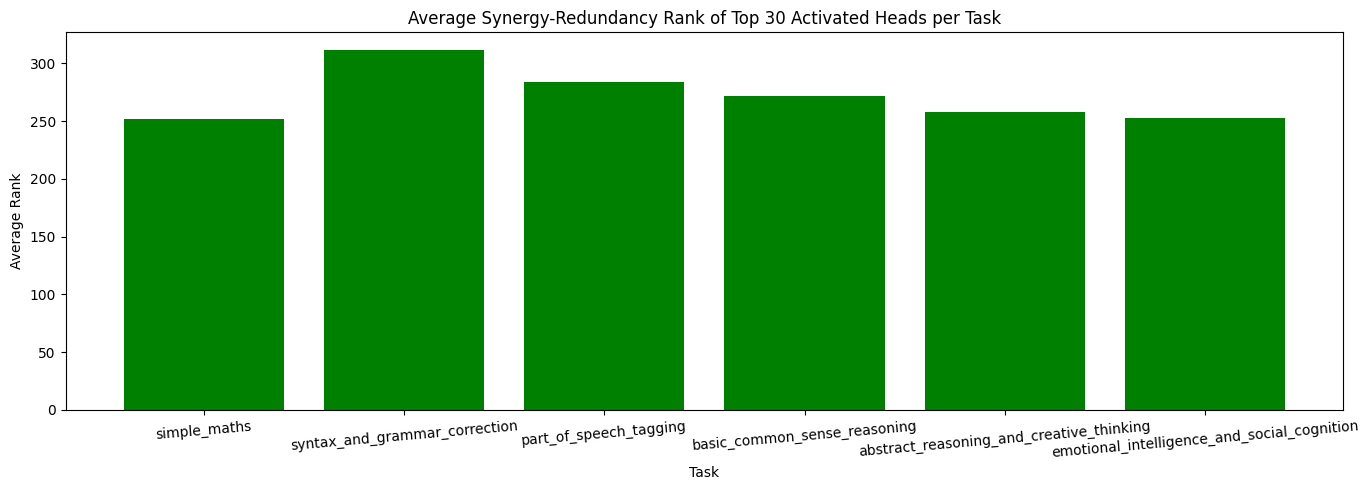 Average Synergy-Redundancy Rank of Top 30 Activated Heads per Task
Average Rank
300
250
200
150
100
50
0
simple_maths
syntax_and_grammar_correction
part_of_speech_tagging
basic_common_sense_reasoning
abstract_reasoning_and_creative_thinking
emotional_intelligence_and_social_cognition
Task